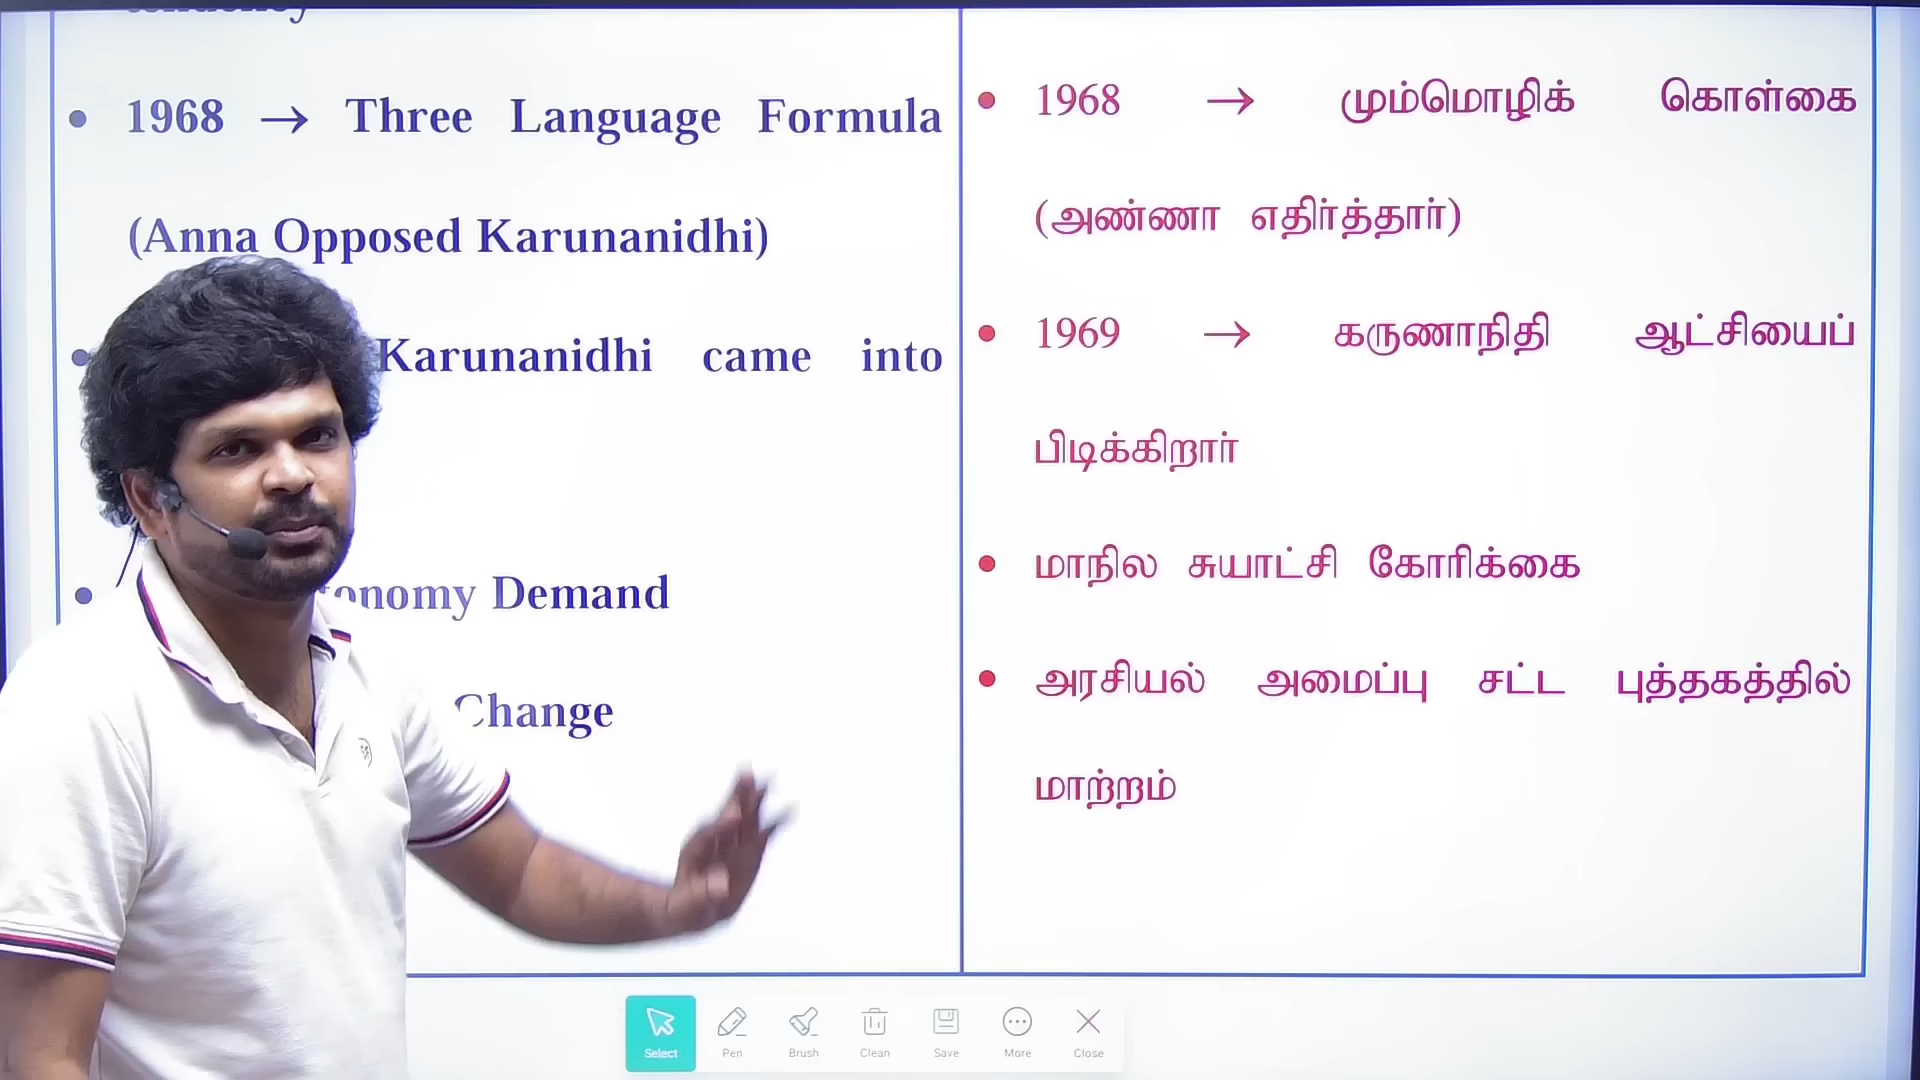 1968 → Three Language Formula
(Anna Opposed Karunanidhi)
Karunanidhi came into
Demand
Change
1968 → மும்மொழிக் கொள்கை
(அண்ணா எதிர்த்தார்)
1969 → கருணாநிதி ஆட்சியைப்
பிடிக்கிறார்
மாநில சுயாட்சி கோரிக்கை
அரசியல் அமைப்பு சட்ட புத்தகத்தில்
மாற்றம்
Select Pen Brush Clean Save More Close